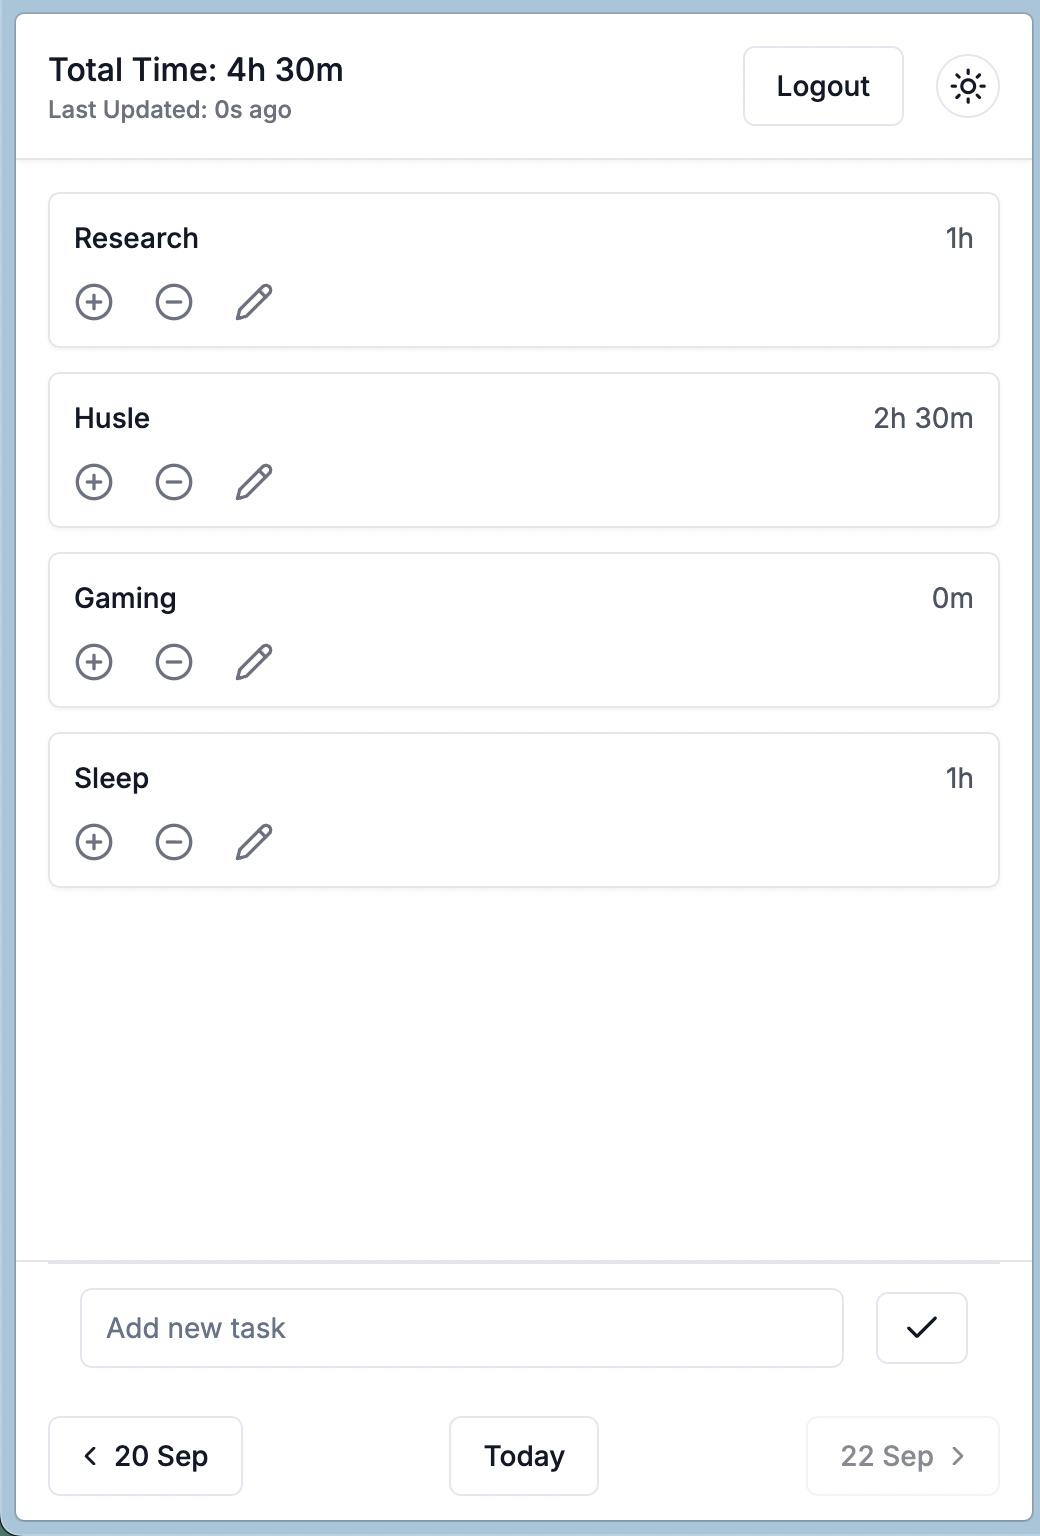 Total Time: 4h 30m
Last Updated: 0s ago
Logout
Research 1h
Husle 2h 30m
Gaming 0m
Sleep 1h
Add new task
20 Sep
Today
22 Sep